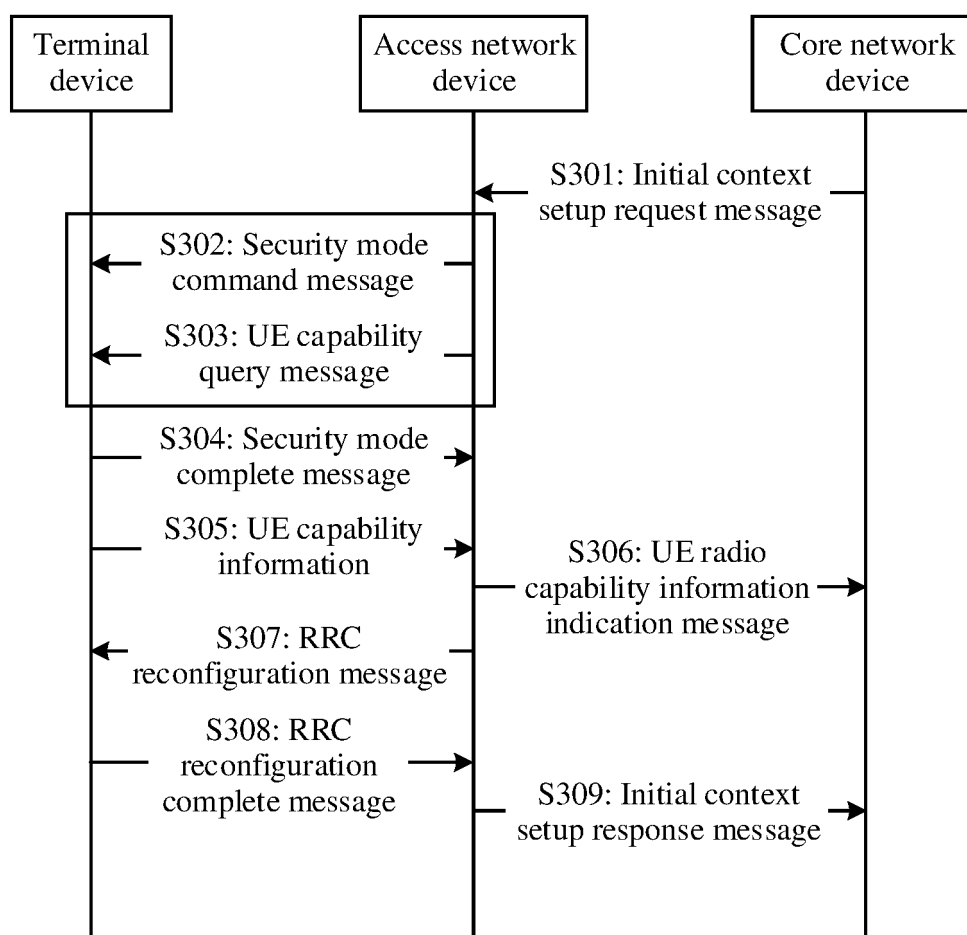 Terminal
device
Access network
device
Core network
device
S301: Initial context
setup request message
S302: Security mode
command message
S303: UE capability
query message
S304: Security mode
complete message
S305: UE capability
information
S306: UE radio
capability information
indication message
S307: RRC
reconfiguration message
S308: RRC
reconfiguration
complete message
S309: Initial context
setup response message